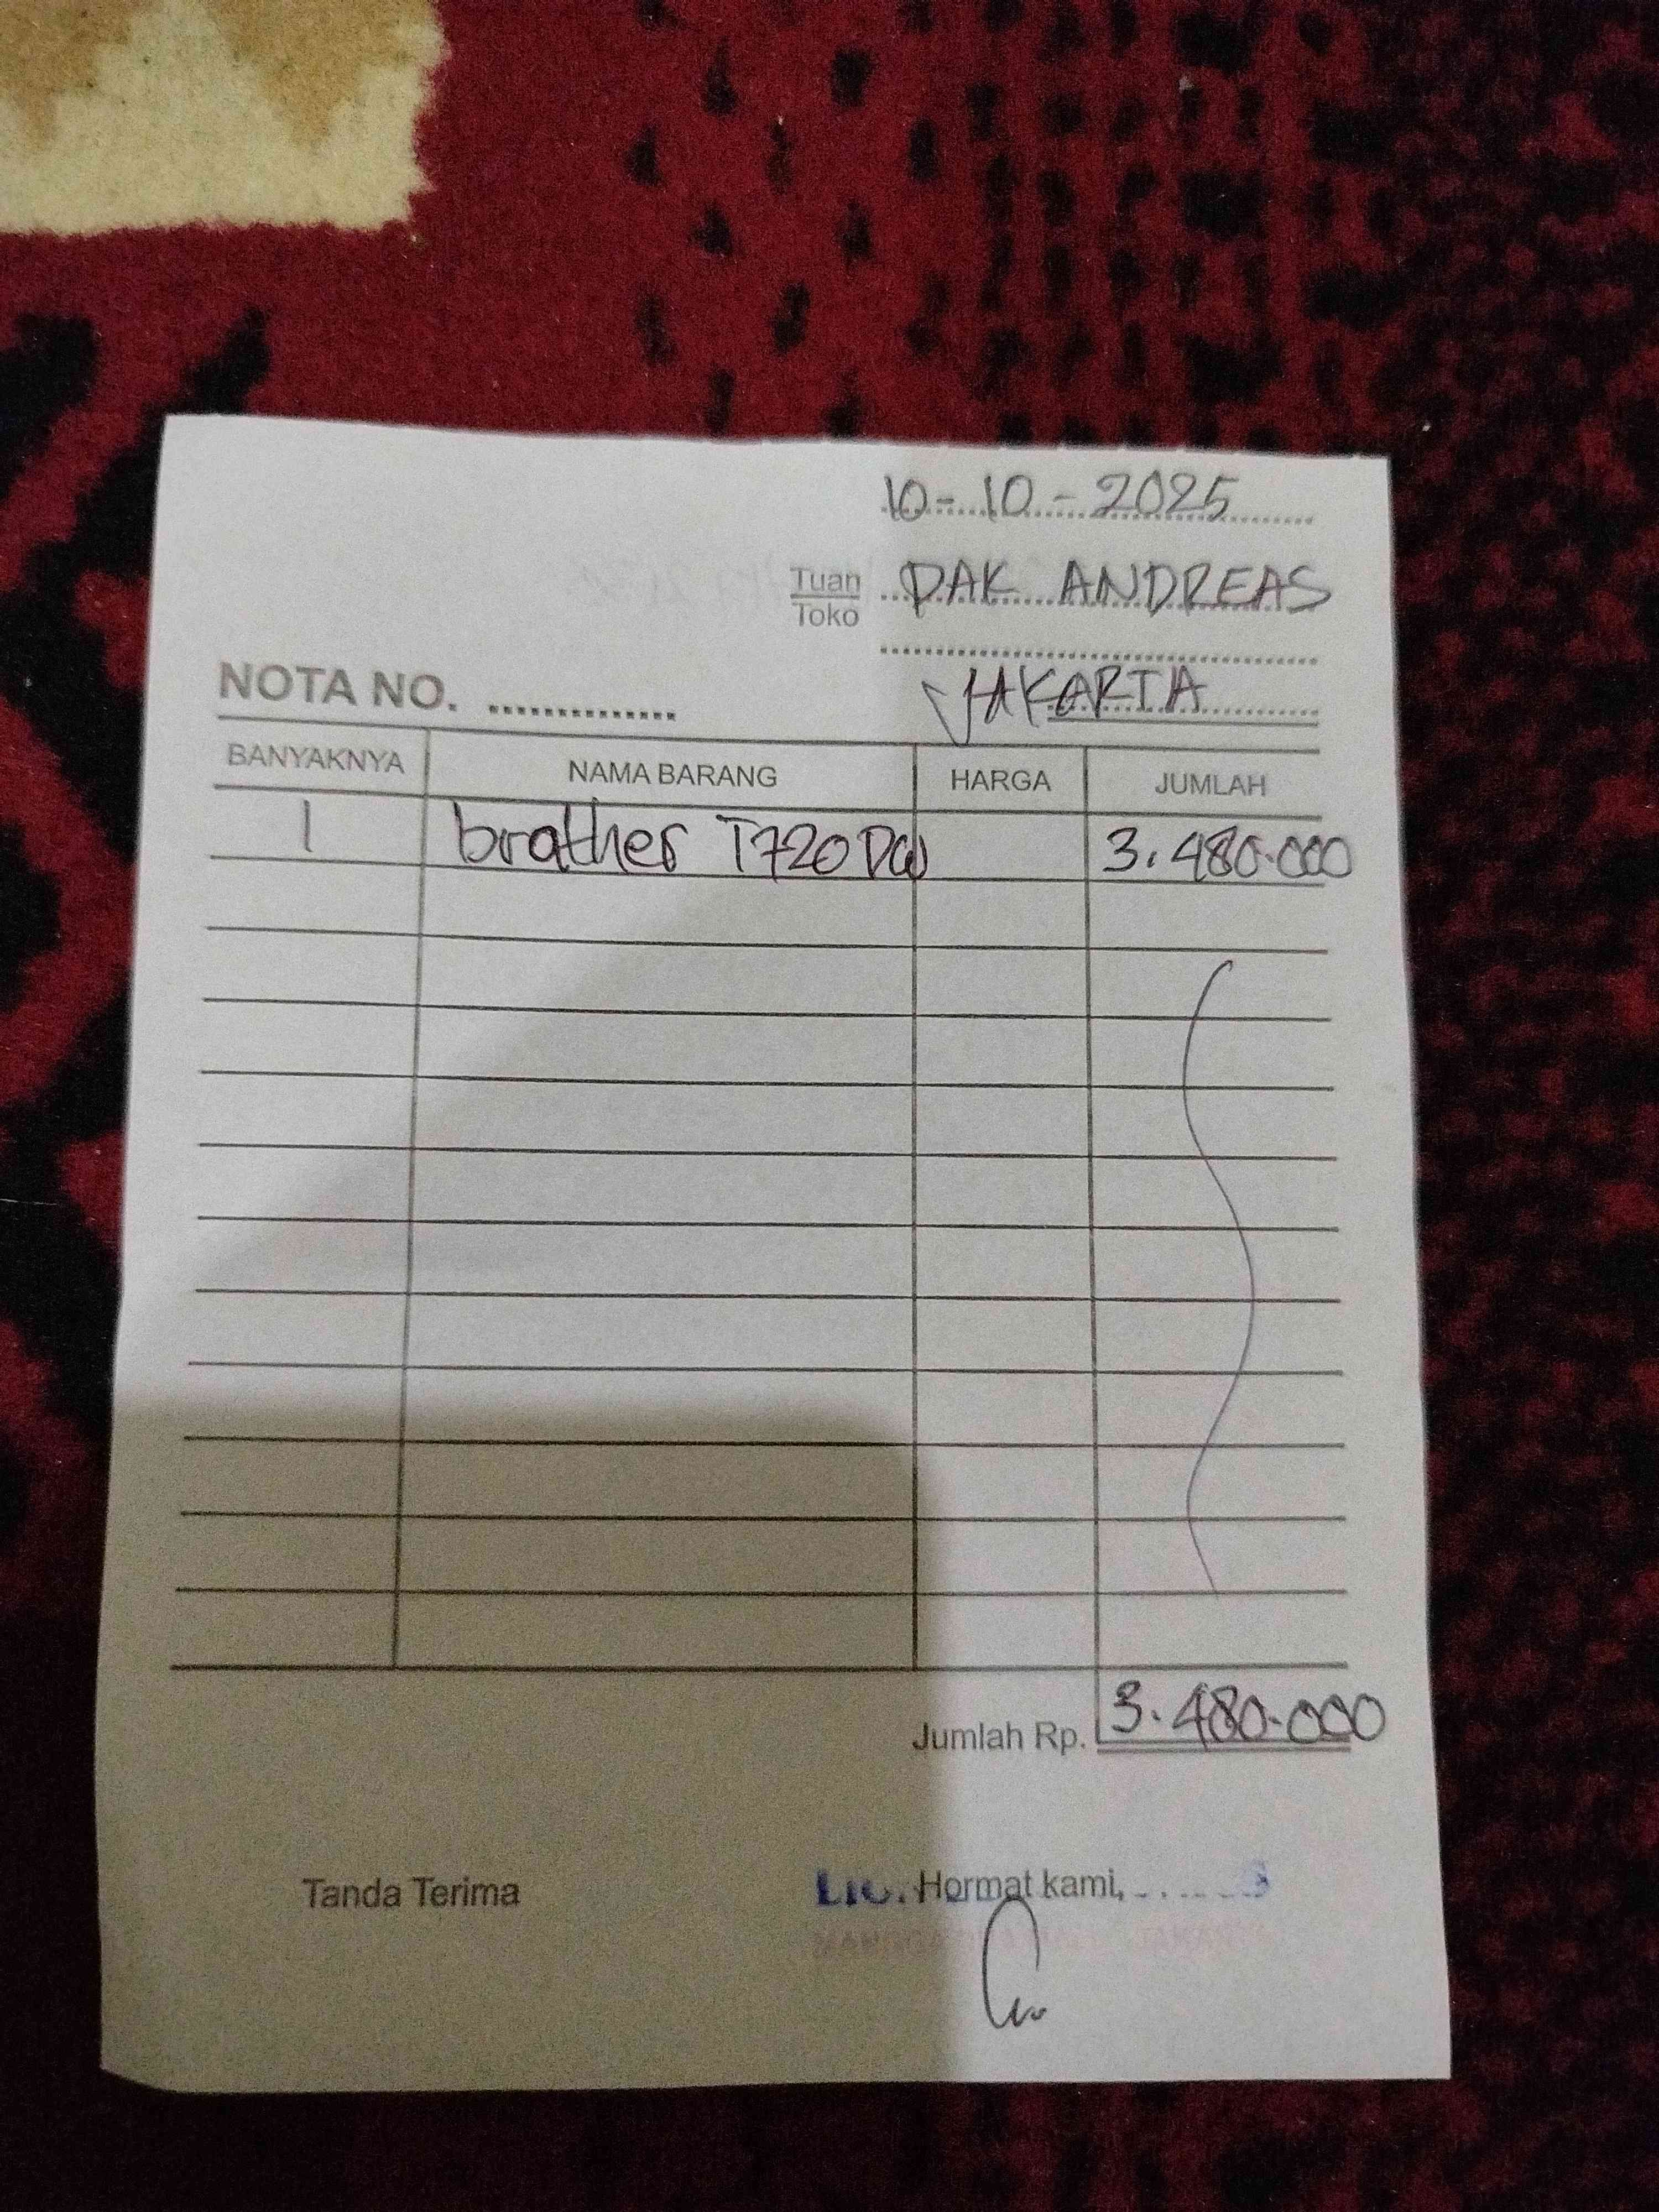 10-10-2025
Tuan PAK ANDREAS
Toko
JAKARTA
NOTA NO. ..............
BANYAKNYA NAMA BARANG HARGA JUMLAH
1 brother T720DW 3.480.000
Jumlah Rp. 3.480.000
Tanda Terima Hormat kami,